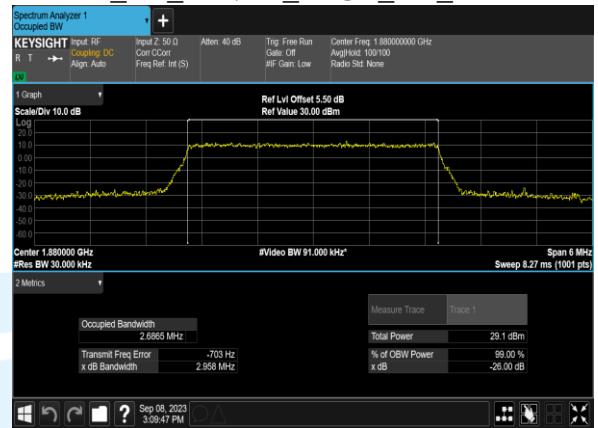 Spectrum Analyzer 1
Occupied BW
+
KEYSIGHT
R T
LV
Input: RF
Coupling: DC
Align: Auto
Input Z: 50 Ω
Corr CCorr
Freq Ref: Int (S)
Atten: 40 dB
Trig: Free Run
Gate: Off
#IF Gain: Low
Center Freq: 1.880000000 GHz
Avg|Hold: 100/100
Radio Std: None
1 Graph
Scale/Div 10.0 dB
Ref Lvl Offset 5.50 dB
Ref Value 30.00 dBm
Log
20.0
10.0
0.00
-10.0
-20.0
-30.0
-40.0
-50.0
-60.0
Center 1.880000 GHz
#Res BW 30.000 kHz
#Video BW 91.000 kHz*
Span 6 MHz
Sweep 8.27 ms (1001 pts)
2 Metrics
Measure Trace
Trace 1
Occupied Bandwidth
2.6865 MHz
Total Power
29.1 dBm
Transmit Freq Error
-703 Hz
% of OBW Power
99.00 %
x dB Bandwidth
2.958 MHz
x dB
-26.00 dB
?
Sep 08, 2023
3:09:47 PM